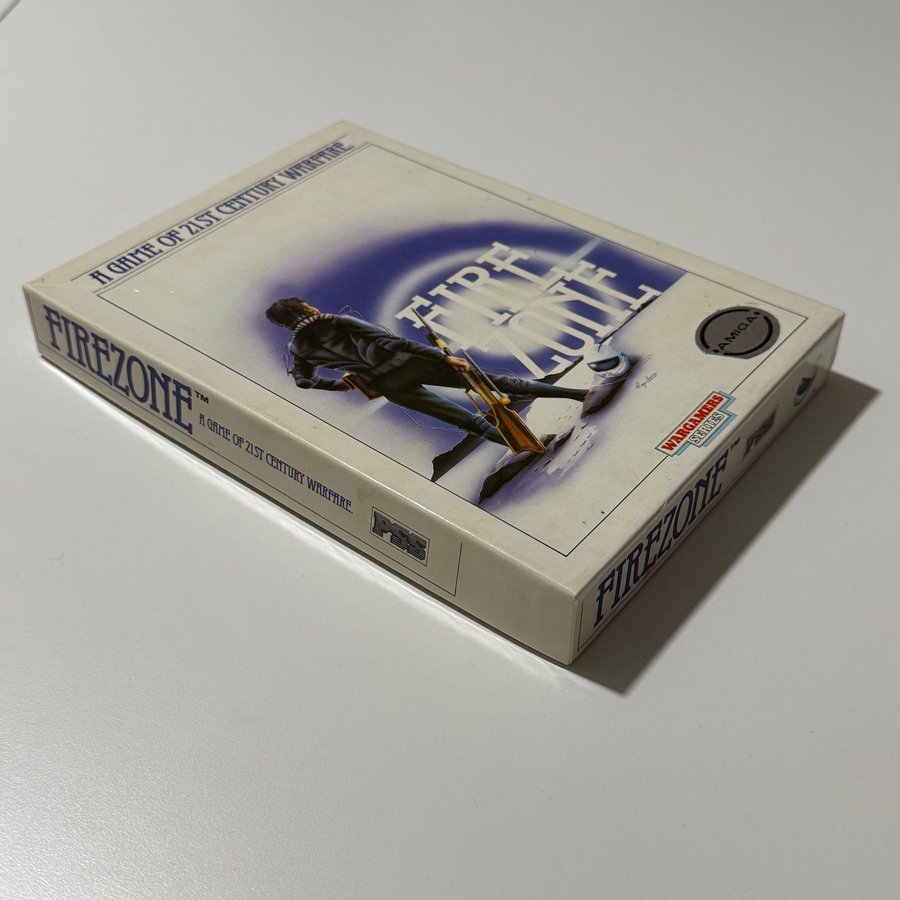 A GAME OF 21ST CENTURY WARFARE.
FIRE
ZONE
AMIGA
WARGAMERS
SERIES
FIREZONE™
A GAME OF 21ST CENTURY WARFARE.
PSS
FIREZONE™
PSS